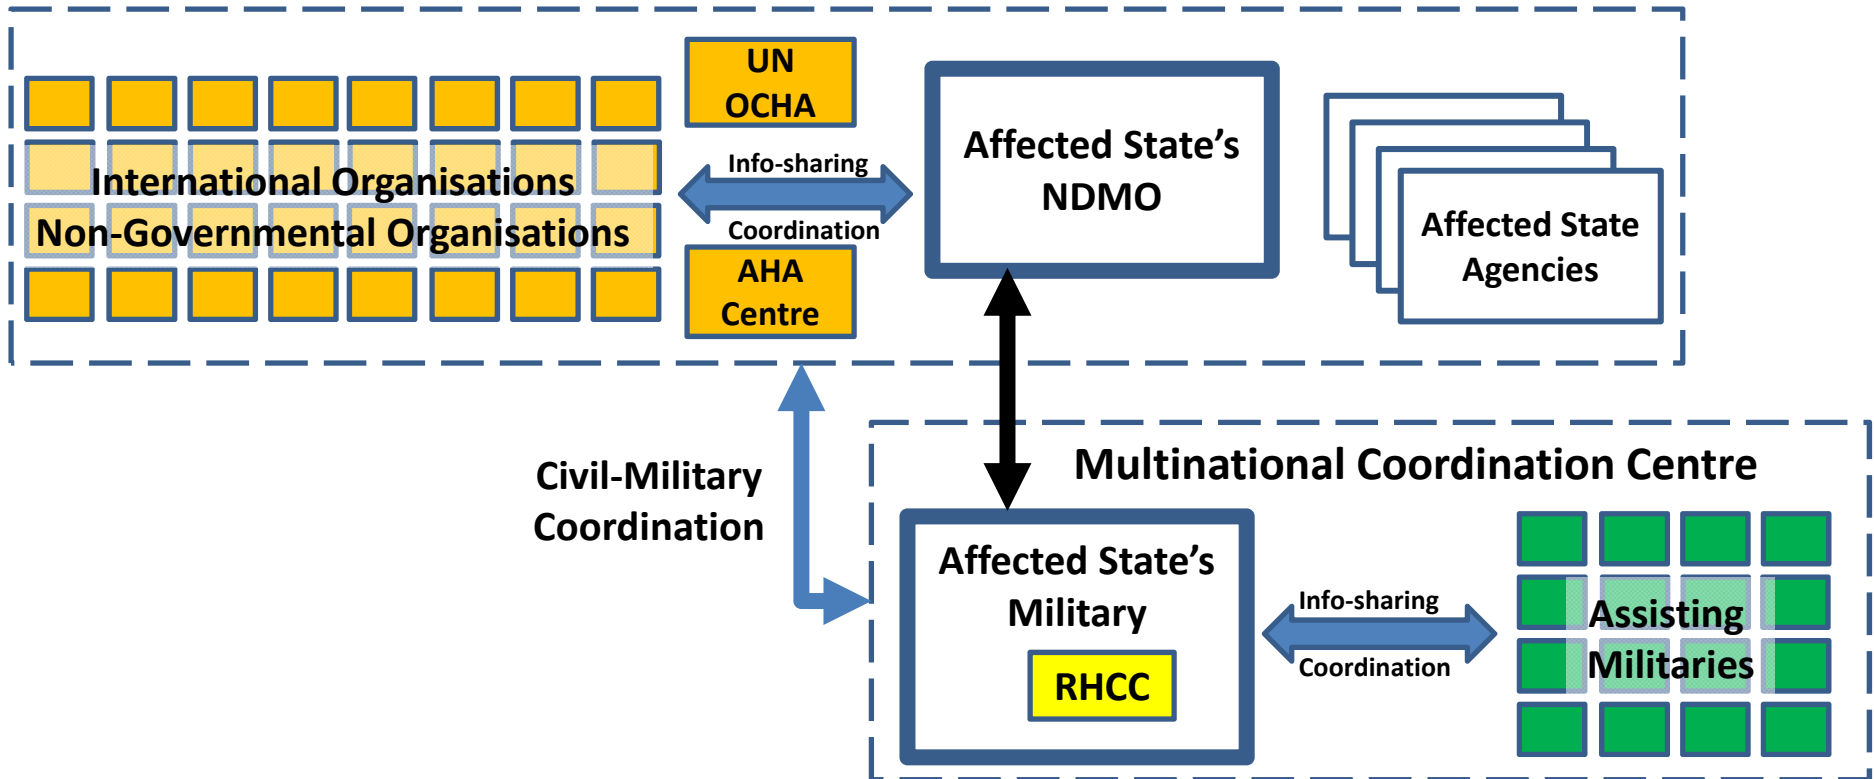 UN
OCHA
International Organisations
Non-Governmental Organisations
Info-sharing
Coordination
AHA
Centre
Affected State’s
NDMO
Affected State
Agencies
Civil-Military
Coordination
Multinational Coordination Centre
Affected State’s
Military
RHCC
Info-sharing
Coordination
Assisting
Militaries